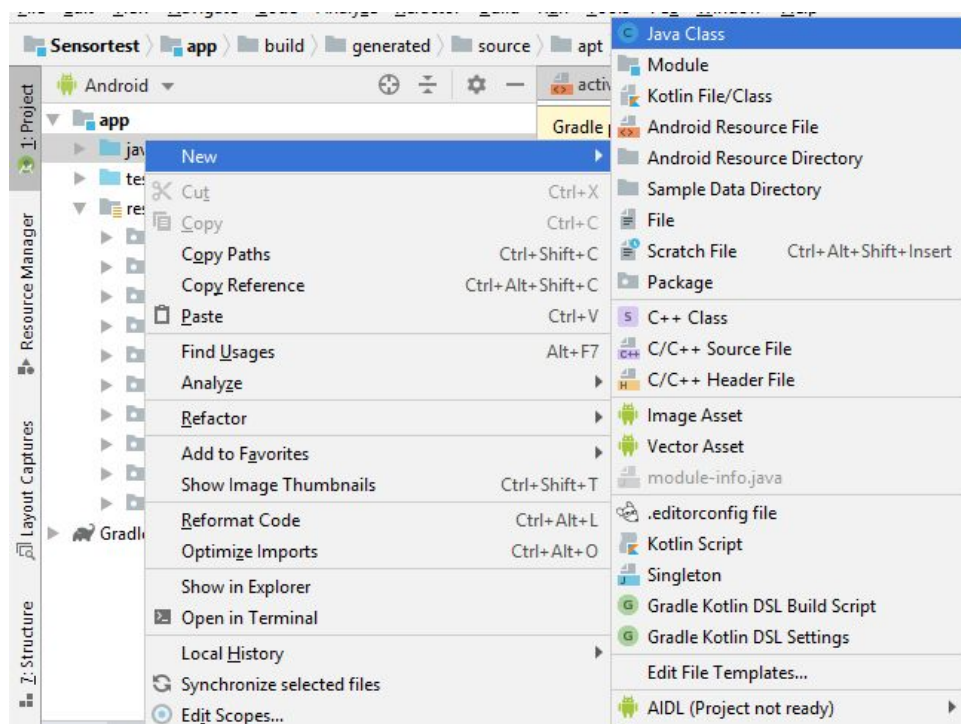 Sensortest app build generated source apt
Android
activ
app
Gradle p
jav
tes
res
Gradle
1: Project
Resource Manager
Layout Captures
7: Structure
New
Cut Ctrl+X
Copy Ctrl+C
Copy Paths Ctrl+Shift+C
Copy Reference Ctrl+Alt+Shift+C
Paste Ctrl+V
Find Usages Alt+F7
Analyze
Refactor
Add to Favorites
Show Image Thumbnails Ctrl+Shift+T
Reformat Code Ctrl+Alt+L
Optimize Imports Ctrl+Alt+O
Show in Explorer
Open in Terminal
Local History
Synchronize selected files
Edit Scopes...
Java Class
Module
Kotlin File/Class
Android Resource File
Android Resource Directory
Sample Data Directory
File
Scratch File Ctrl+Alt+Shift+Insert
Package
C++ Class
C/C++ Source File
C/C++ Header File
Image Asset
Vector Asset
module-info.java
.editorconfig file
Kotlin Script
Singleton
Gradle Kotlin DSL Build Script
Gradle Kotlin DSL Settings
Edit File Templates...
AIDL (Project not ready)